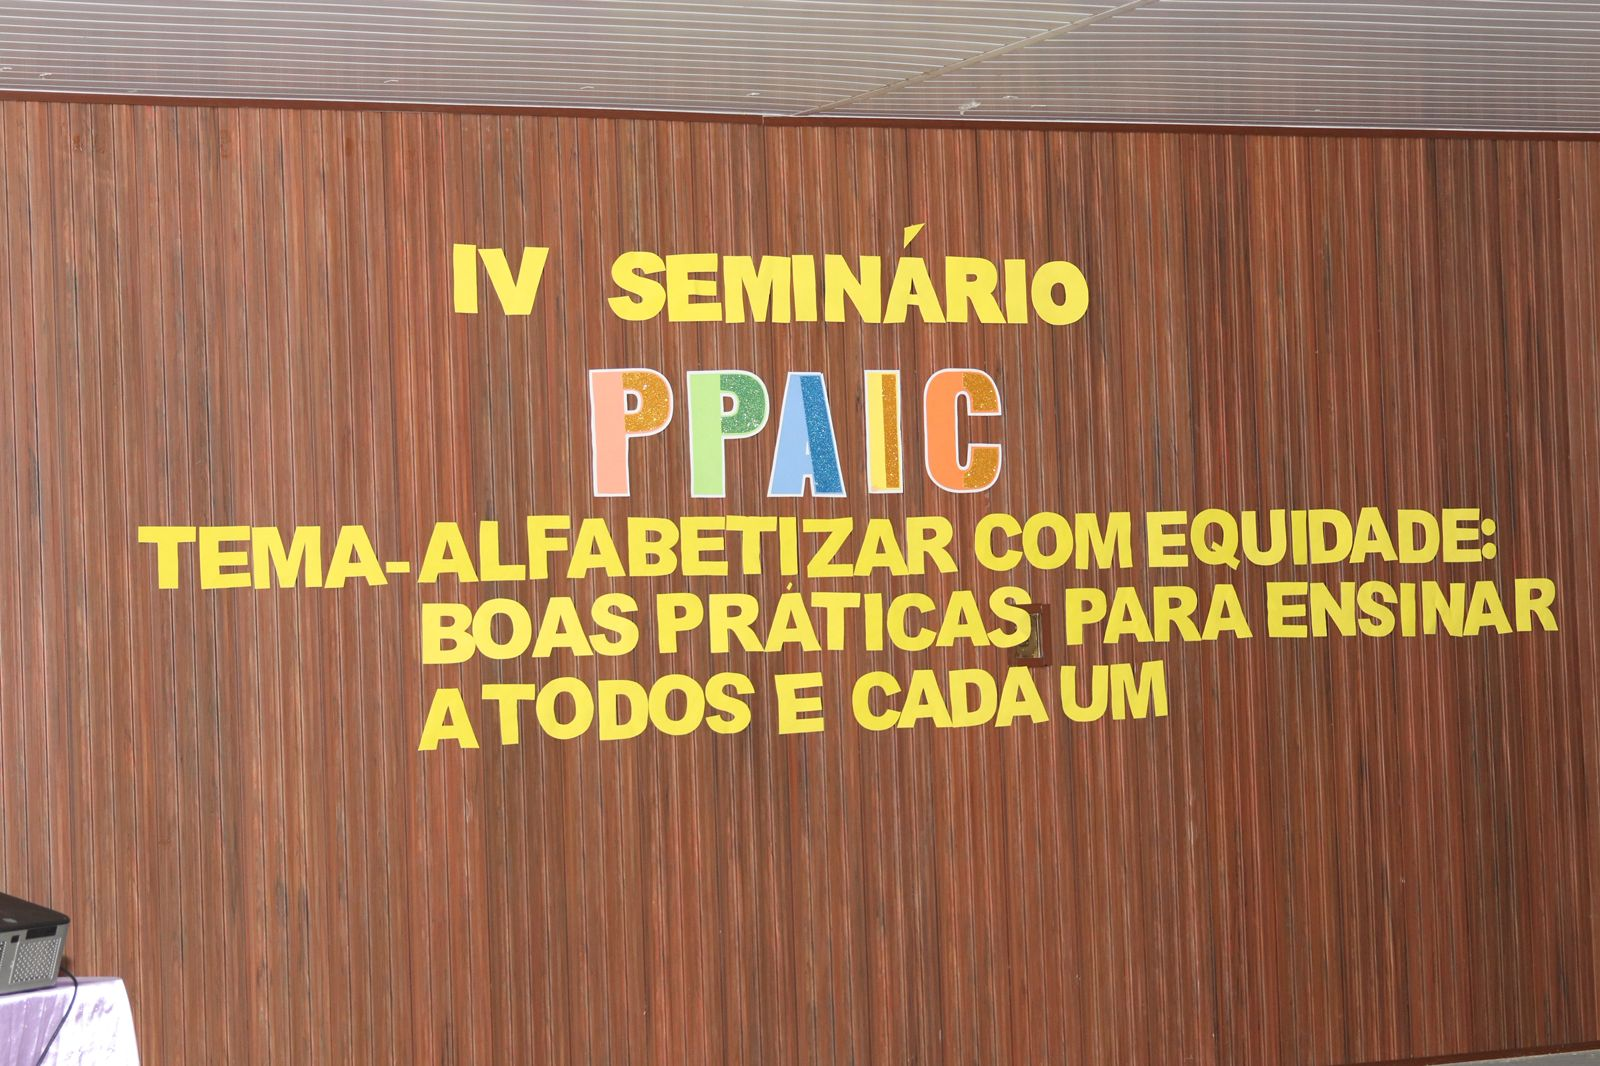 IV SEMINÁRIO
PPAIC
TEMA-ALFABETIZAR COM EQUIDADE:
BOAS PRÁTICAS PARA ENSINAR
A TODOS E CADA UM